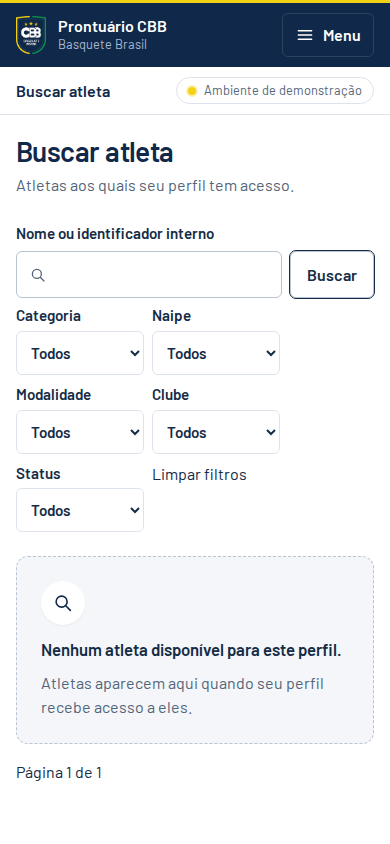 CBB
Prontuário CBB
Basquete Brasil
Menu
Buscar atleta
Ambiente de demonstração
Buscar atleta
Atletas aos quais seu perfil tem acesso.
Nome ou identificador interno
Buscar
Categoria
Naipe
Todos
Todos
Modalidade
Clube
Todos
Todos
Status
Limpar filtros
Todos
Nenhum atleta disponível para este perfil.
Atletas aparecem aqui quando seu perfil
recebe acesso a eles.
Página 1 de 1